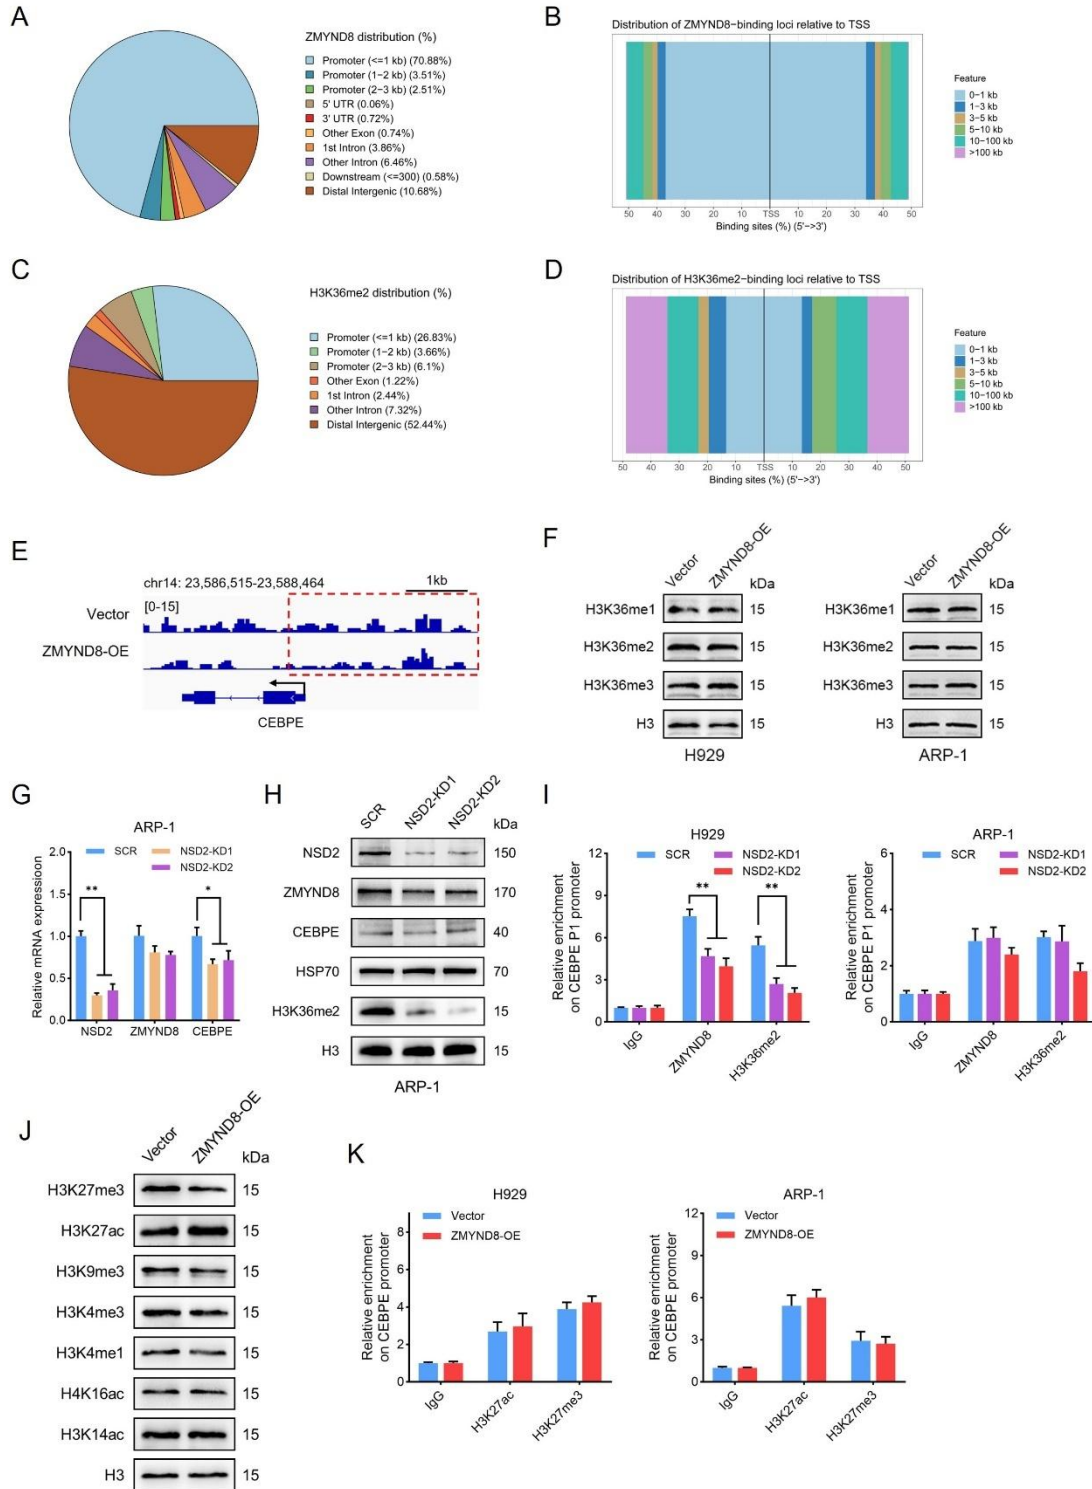 A
ZMYND8 distribution (%)
Promoter (<=1 kb) (70.88%)
Promoter (1−2 kb) (3.51%)
Promoter (2−3 kb) (2.51%)
5' UTR (0.06%)
3' UTR (0.72%)
Other Exon (0.74%)
1st Intron (3.86%)
Other Intron (6.46%)
Downstream (<=300) (0.58%)
Distal Intergenic (10.68%)
B
Distribution of ZMYND8−binding loci relative to TSS
Feature
0−1 kb
1−3 kb
3−5 kb
5−10 kb
10−100 kb
>100 kb
50 40 30 20 10 TSS 10 20 30 40 50
Binding sites (%) (5'−>3')
C
H3K36me2 distribution (%)
Promoter (<=1 kb) (26.83%)
Promoter (1−2 kb) (3.66%)
Promoter (2−3 kb) (6.1%)
Other Exon (1.22%)
1st Intron (2.44%)
Other Intron (7.32%)
Distal Intergenic (52.44%)
D
Distribution of H3K36me2−binding loci relative to TSS
Feature
0−1 kb
1−3 kb
3−5 kb
5−10 kb
10−100 kb
>100 kb
50 40 30 20 10 TSS 10 20 30 40 50
Binding sites (%) (5'−>3')
E
chr14: 23,586,515-23,588,464
1kb
[0-15]
Vector
ZMYND8-OE
CEBPE
F
Vector ZMYND8-OE kDa
H3K36me1 15
H3K36me2 15
H3K36me3 15
H3 15
H929
Vector ZMYND8-OE kDa
H3K36me1 15
H3K36me2 15
H3K36me3 15
H3 15
ARP-1
G
ARP-1
SCR NSD2-KD1
NSD2-KD2
Relative mRNA expressioon
2.0
1.5
1.0
0.5
0.0
** *
NSD2 ZMYND8 CEBPE
H
SCR NSD2-KD1 NSD2-KD2 kDa
NSD2 150
ZMYND8 170
CEBPE 40
HSP70 70
H3K36me2 15
H3 15
ARP-1
I
H929
SCR NSD2-KD1
NSD2-KD2
Relative enrichment
on CEBPE P1 promoter
12
9
6
3
0
** **
IgG ZMYND8 H3K36me2
ARP-1
SCR NSD2-KD1
NSD2-KD2
Relative enrichment
on CEBPE P1 promoter
6
4
2
0
IgG ZMYND8 H3K36me2
J
Vector ZMYND8-OE kDa
H3K27me3 15
H3K27ac 15
H3K9me3 15
H3K4me3 15
H3K4me1 15
H4K16ac 15
H3K14ac 15
H3 15
K
H929
Vector
ZMYND8-OE
Relative enrichment
on CEBPE promoter
8
6
4
2
0
IgG H3K27ac H3K27me3
ARP-1
Vector
ZMYND8-OE
Relative enrichment
on CEBPE promoter
12
9
6
3
0
IgG H3K27ac H3K27me3